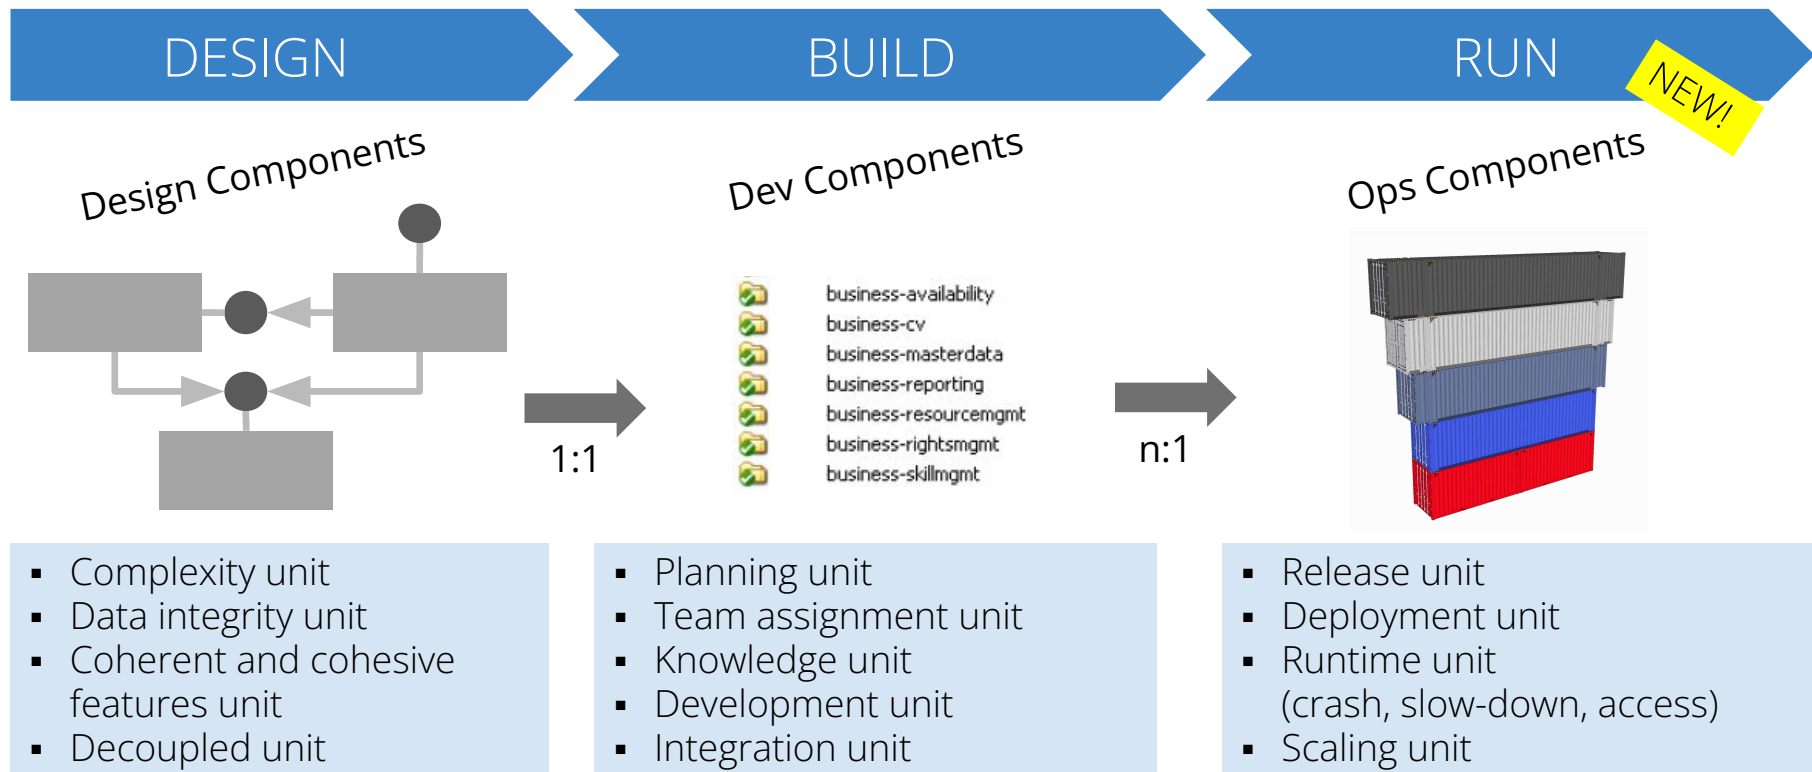 DESIGN
BUILD
RUN
NEW!
Design Components
Dev Components
Ops Components
business-availability
business-cv
business-masterdata
business-reporting
business-resourcemgmt
business-rightsmgmt
business-skillmgmt
1:1
n:1
▪ Complexity unit
▪ Data integrity unit
▪ Coherent and cohesive
features unit
▪ Decoupled unit
▪ Planning unit
▪ Team assignment unit
▪ Knowledge unit
▪ Development unit
▪ Integration unit
▪ Release unit
▪ Deployment unit
▪ Runtime unit
(crash, slow-down, access)
▪ Scaling unit